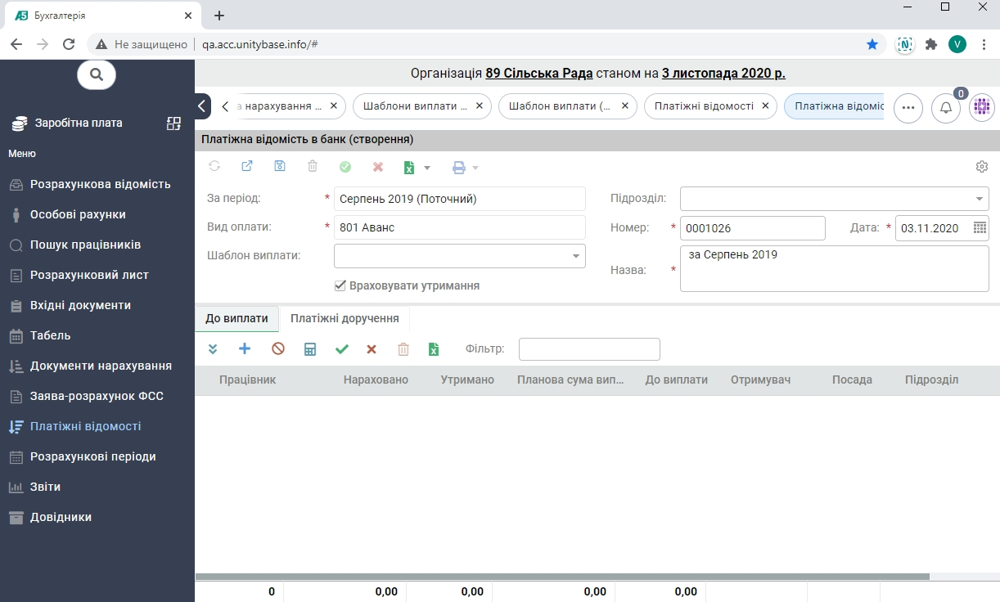 Бухгалтерія
Не защищено
qa.acc.unitybase.info/#
V
Організація 89 Сільська Рада станом на 3 листопада 2020 р.
а нарахування ...
Шаблони виплати ...
Шаблон виплати (...
Платіжні відомості
Платіжна відоміс
0
Заробітна плата
Меню
Розрахункова відомість
Особові рахунки
Пошук працівників
Розрахунковий лист
Вхідні документи
Табель
Документи нарахування
Заява-розрахунок ФСС
Платіжні відомості
Розрахункові періоди
Звіти
Довідники
Платіжна відомість в банк (створення)
За період: * Серпень 2019 (Поточний)
Підрозділ:
Вид оплати: * 801 Аванс
Номер: * 0001026 Дата: * 03.11.2020
Шаблон виплати:
Назва: * за Серпень 2019
Враховувати утримання
До виплати Платіжні доручення
Фільтр:
Працівник Нараховано Утримано Планова сума вип... До виплати Отримувач Посада Підрозділ
0 0,00 0,00 0,00 0,00